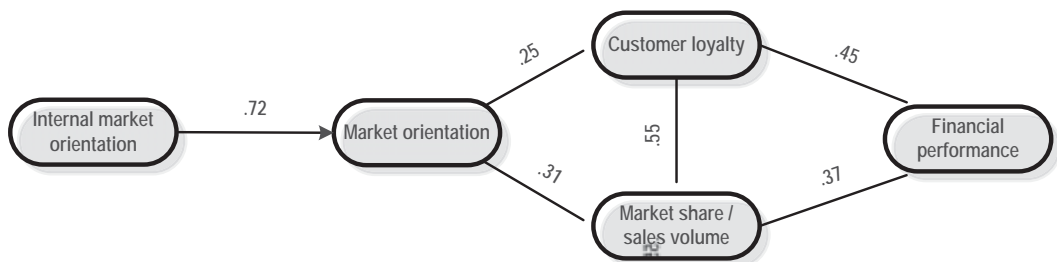 Customer loyalty
.25
.45
Internal market
orientation
.72
Market orientation
.55
Financial
performance
.31
.37
Market share /
sales volume